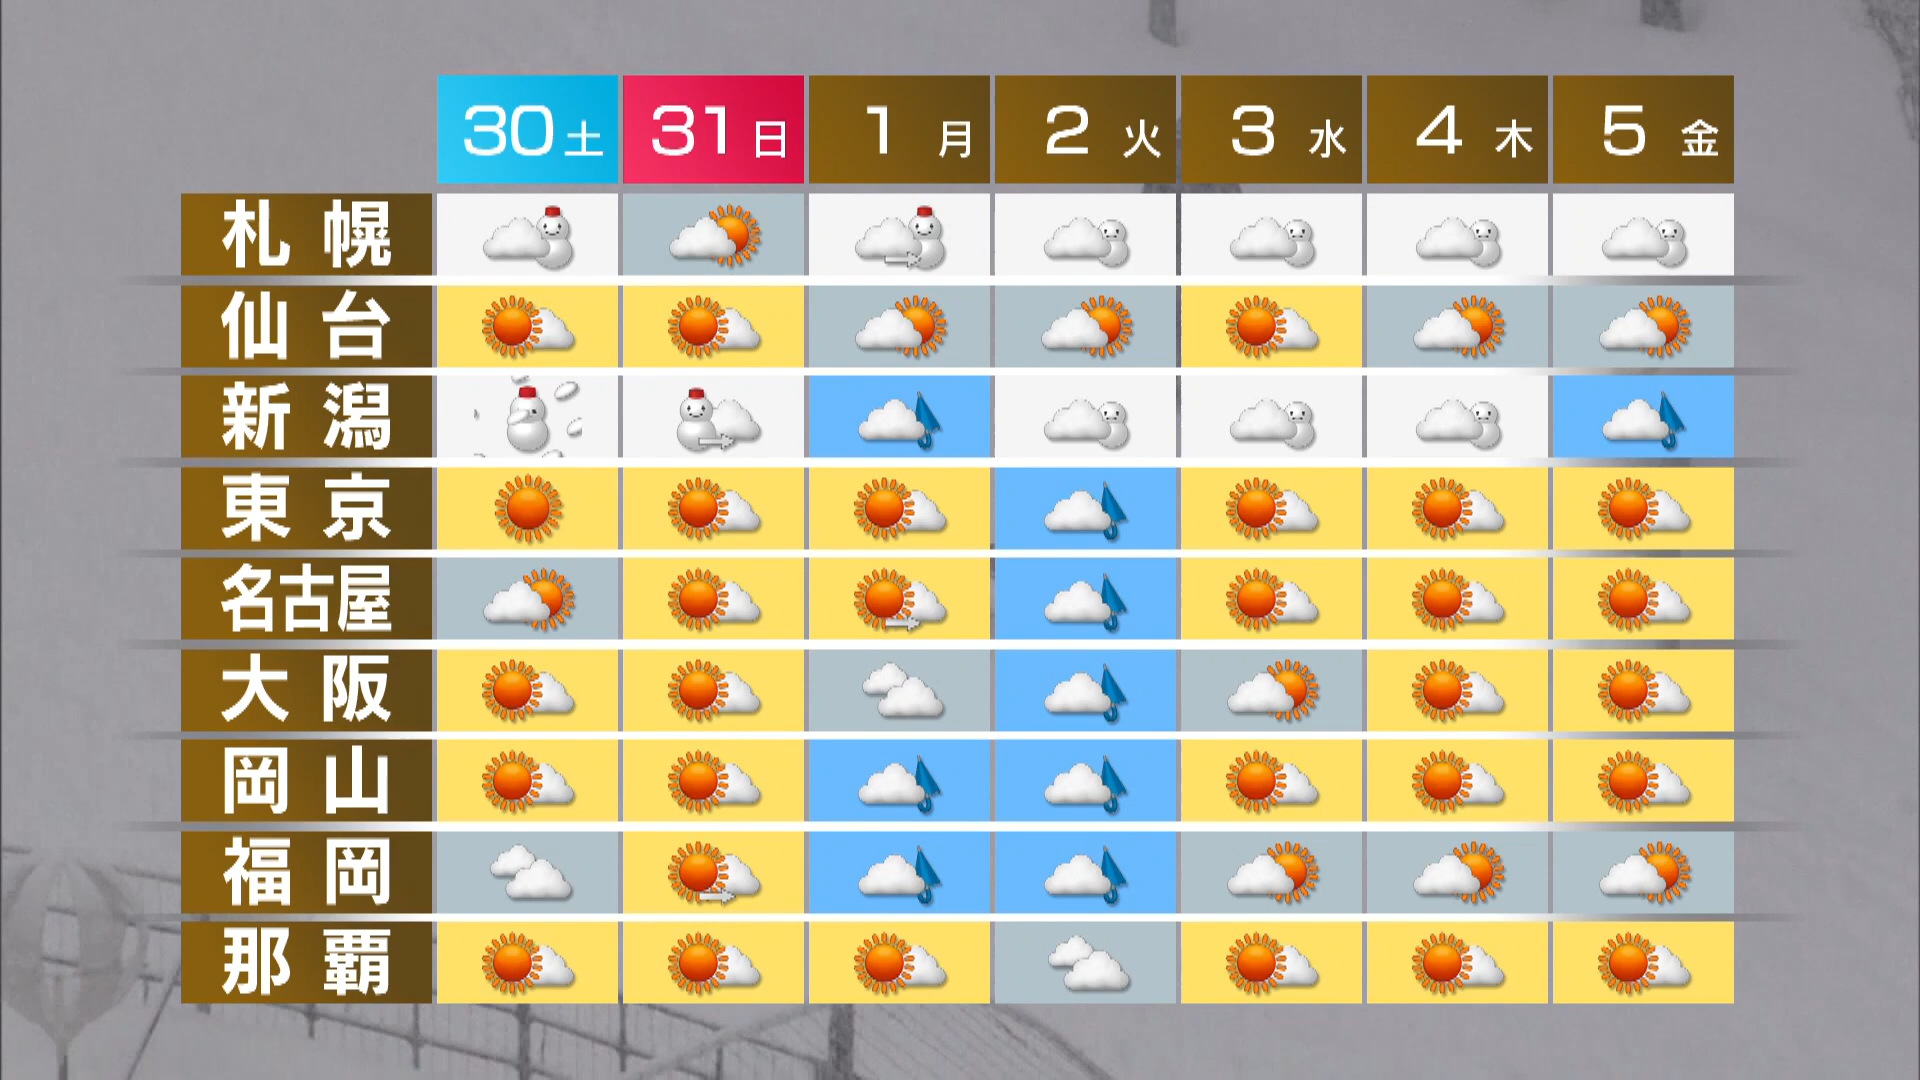 30土 31日 1月 2火 3水 4木 5金
札幌
仙台
新潟
東京
名古屋
大阪
岡山
福岡
那覇